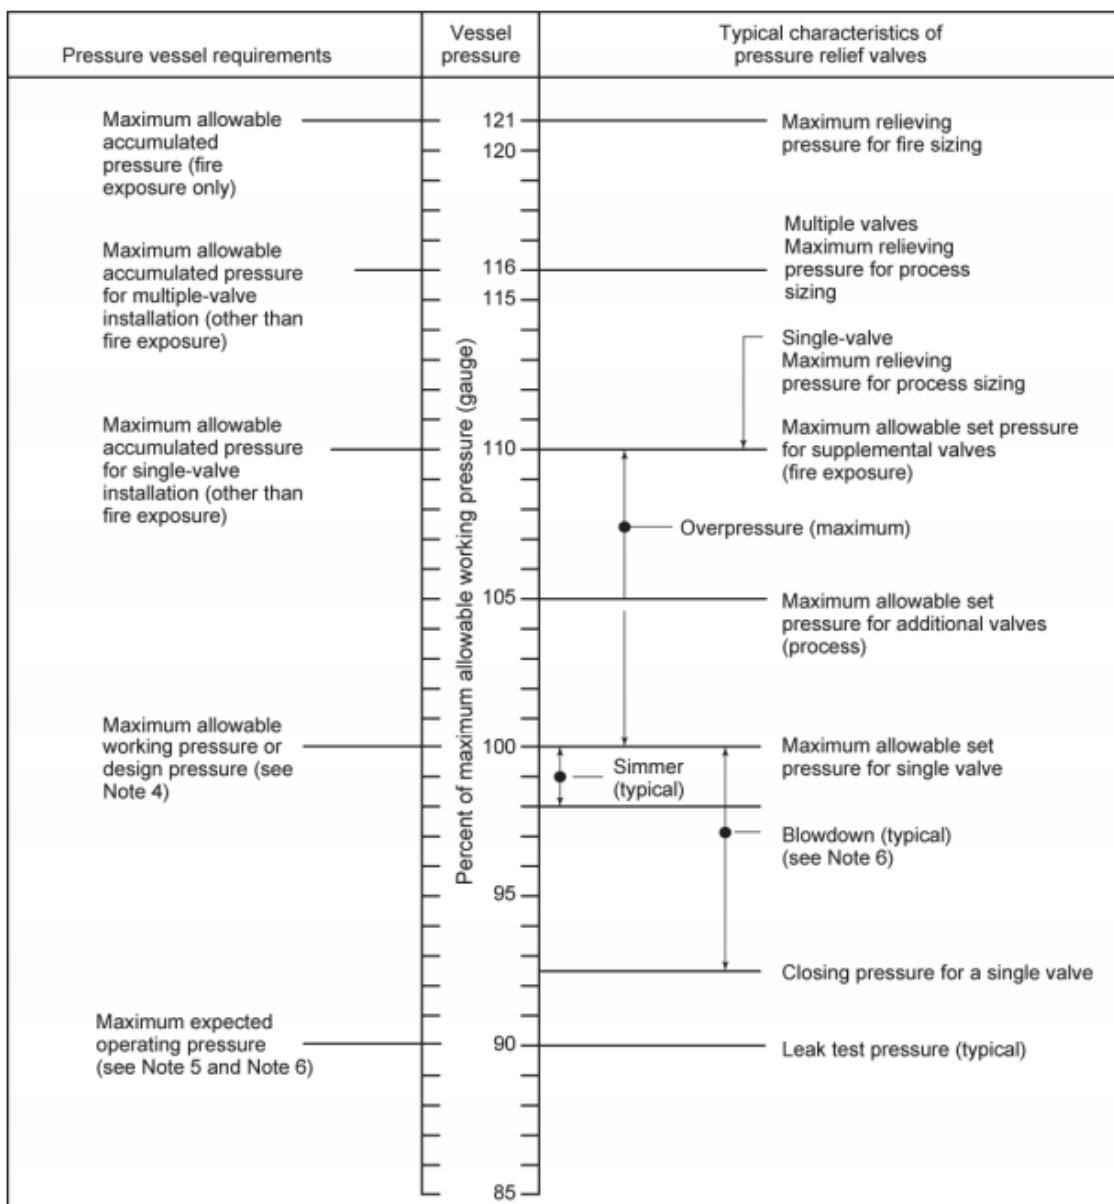 Pressure vessel requirements
Vessel
pressure
Typical characteristics of
pressure relief valves
Maximum allowable
accumulated
pressure (fire
exposure only)
Maximum allowable
accumulated pressure
for multiple-valve
installation (other than
fire exposure)
Maximum allowable
accumulated pressure
for single-valve
installation (other than
fire exposure)
Maximum allowable
working pressure or
design pressure (see
Note 4)
Maximum expected
operating pressure
(see Note 5 and Note 6)
Percent of maximum allowable working pressure (gauge)
121
120
116
115
110
105
100
95
90
85
Maximum relieving
pressure for fire sizing
Multiple valves
Maximum relieving
pressure for process
sizing
Single-valve
Maximum relieving
pressure for process sizing
Maximum allowable set pressure
for supplemental valves
(fire exposure)
Overpressure (maximum)
Maximum allowable set
pressure for additional valves
(process)
Maximum allowable set
pressure for single valve
Simmer
(typical)
Blowdown (typical)
(see Note 6)
Closing pressure for a single valve
Leak test pressure (typical)